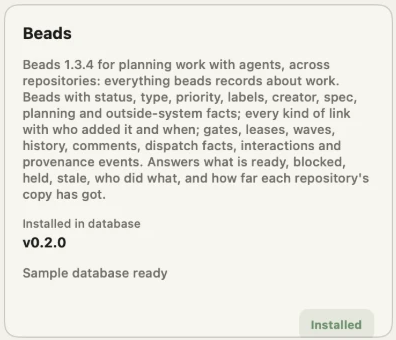 Beads
Beads 1.3.4 for planning work with agents, across
repositories: everything beads records about work.
Beads with status, type, priority, labels, creator, spec,
planning and outside-system facts; every kind of link
with who added it and when; gates, leases, waves,
history, comments, dispatch facts, interactions and
provenance events. Answers what is ready, blocked,
held, stale, who did what, and how far each repository's
copy has got.
Installed in database
v0.2.0
Sample database ready
Installed